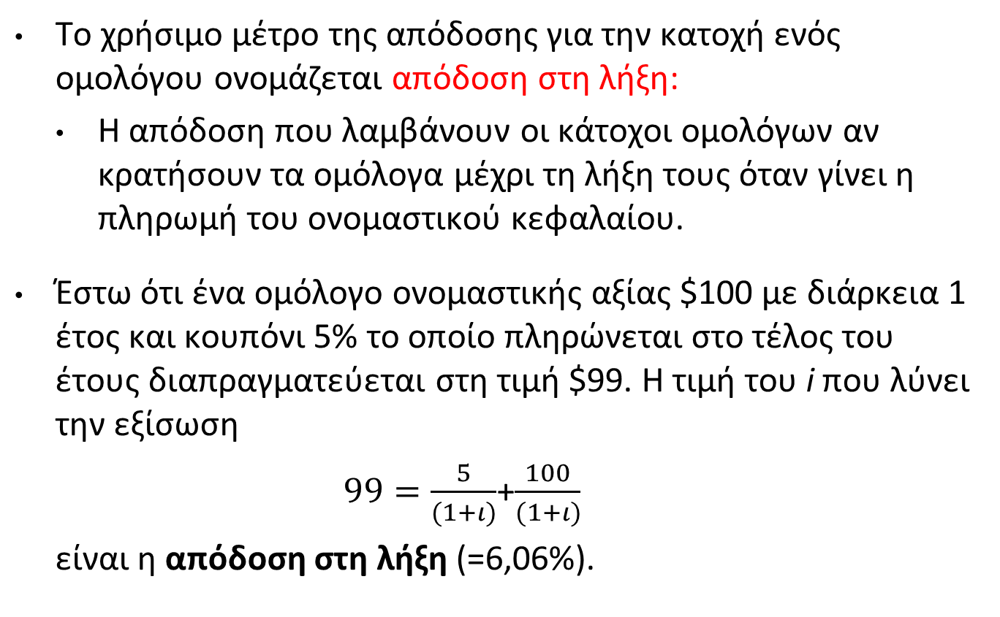 • Το χρήσιμο μέτρο της απόδοσης για την κατοχή ενός
ομολόγου ονομάζεται απόδοση στη λήξη:
• Η απόδοση που λαμβάνουν οι κάτοχοι ομολόγων αν
κρατήσουν τα ομόλογα μέχρι τη λήξη τους όταν γίνει η
πληρωμή του ονομαστικού κεφαλαίου.
• Έστω ότι ένα ομόλογο ονομαστικής αξίας $100 με διάρκεια 1
έτος και κουπόνι 5% το οποίο πληρώνεται στο τέλος του
έτους διαπραγματεύεται στη τιμή $99. Η τιμή του i που λύνει
την εξίσωση
99 = 5/(1+ι) + 100/(1+ι)
είναι η απόδοση στη λήξη (=6,06%).